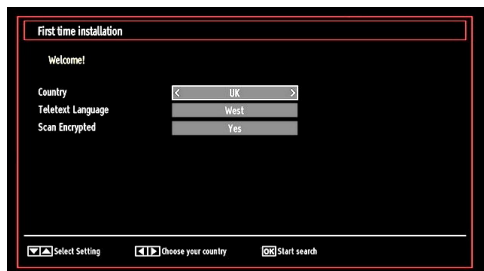 First time installation
Welcome!
Country < UK >
Teletext Language West
Scan Encrypted Yes
Select Setting Choose your country OK Start search